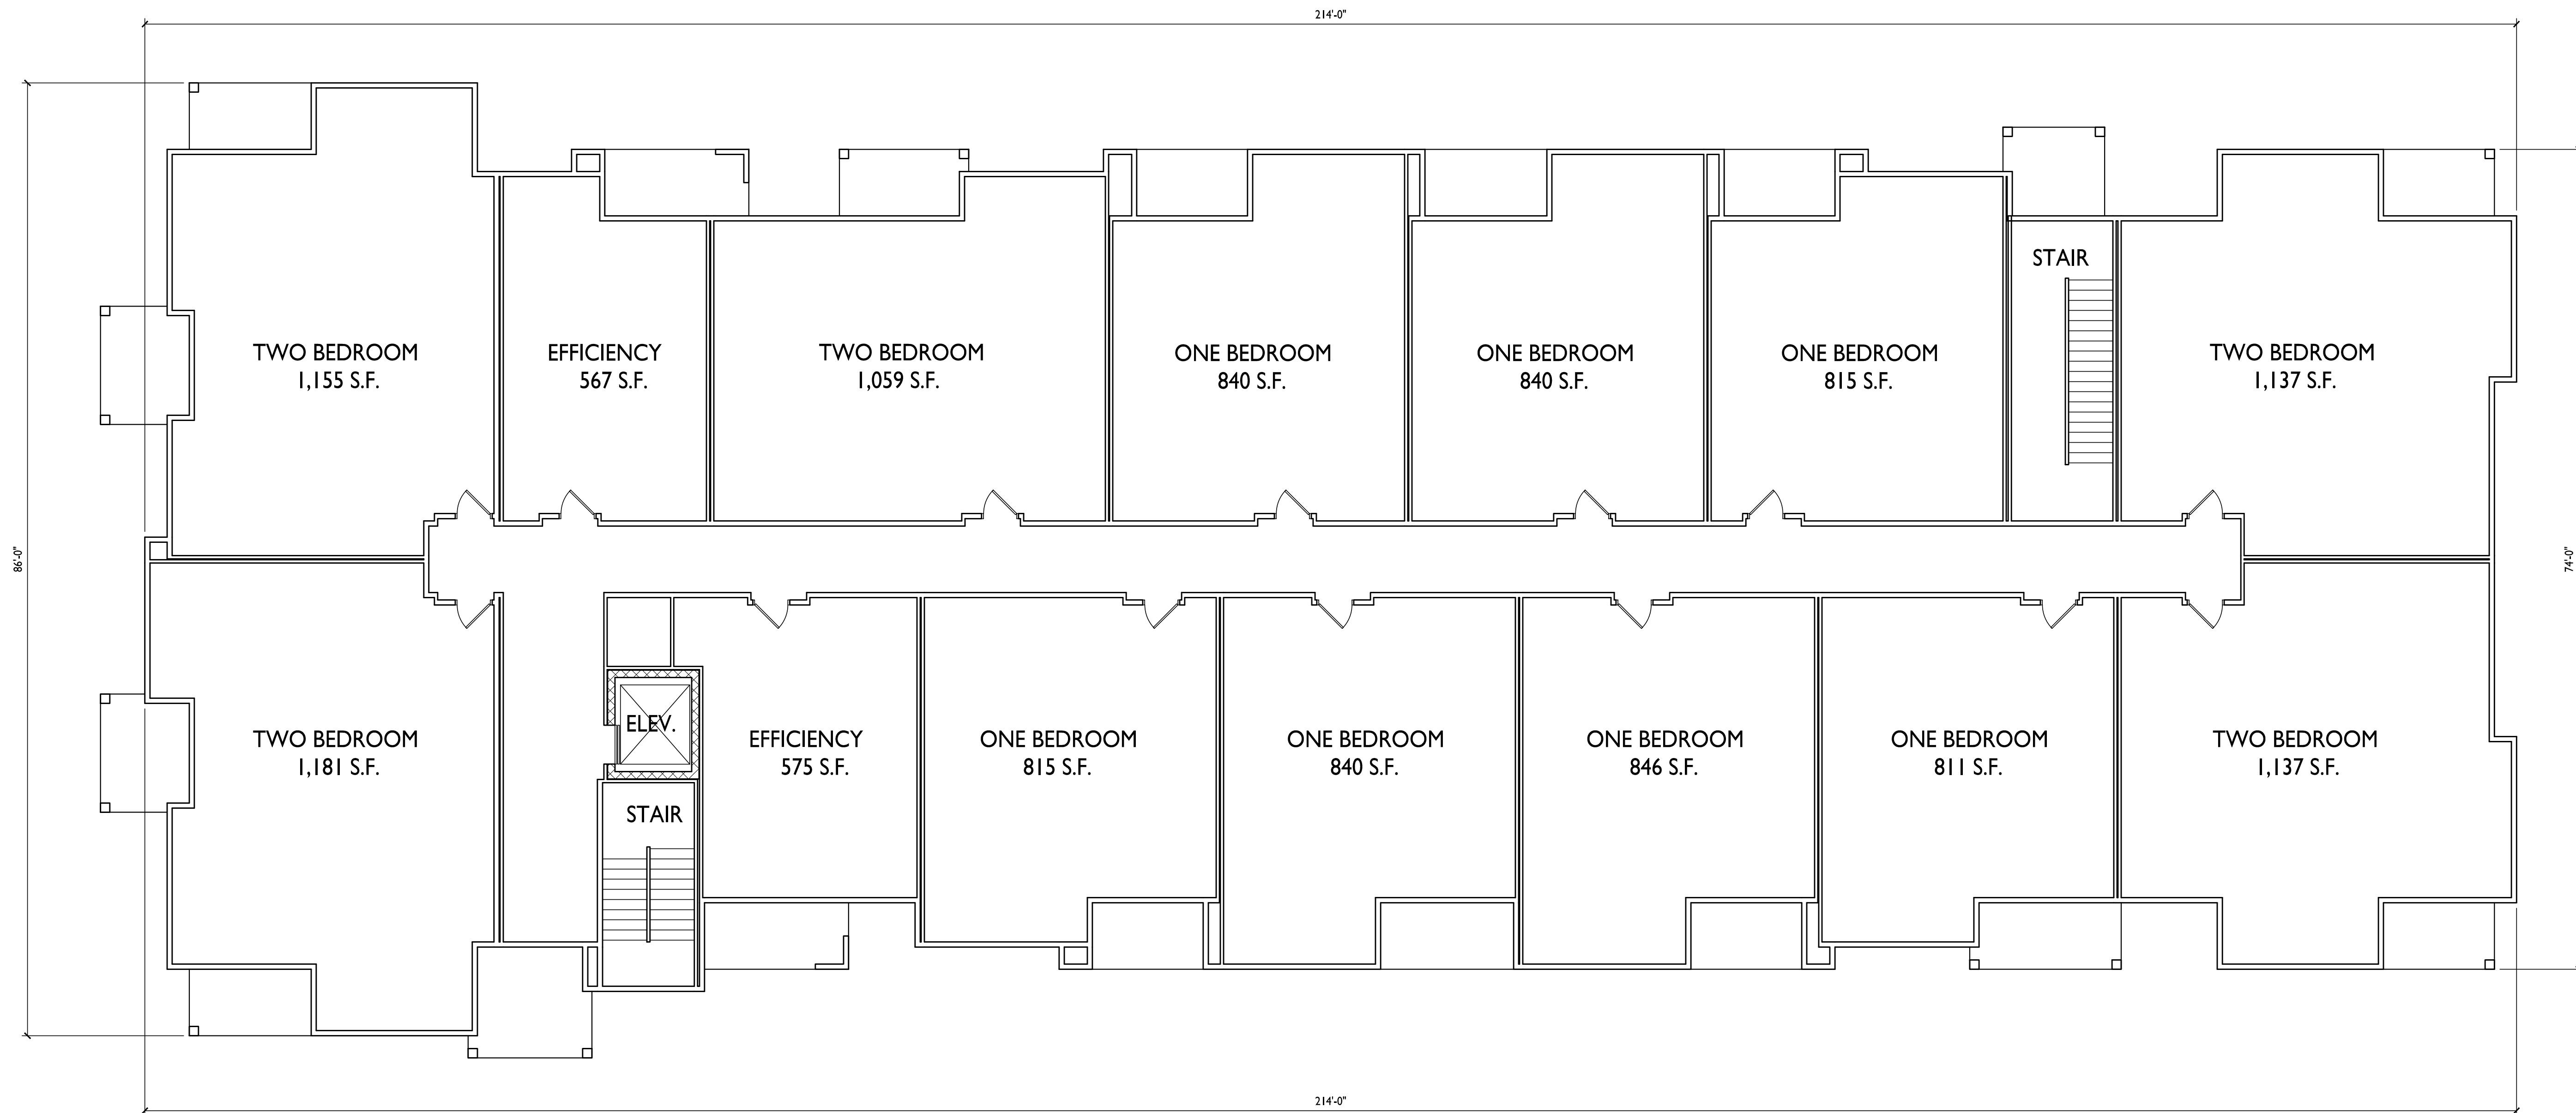 214'-0"
STAIR
TWO BEDROOM
1,155 S.F.
EFFICIENCY
567 S.F.
TWO BEDROOM
1,059 S.F.
ONE BEDROOM
840 S.F.
ONE BEDROOM
840 S.F.
ONE BEDROOM
815 S.F.
TWO BEDROOM
1,137 S.F.
86'-0"
74'-0"
ELEV.
TWO BEDROOM
1,181 S.F.
EFFICIENCY
575 S.F.
ONE BEDROOM
815 S.F.
ONE BEDROOM
840 S.F.
ONE BEDROOM
846 S.F.
ONE BEDROOM
811 S.F.
TWO BEDROOM
1,137 S.F.
STAIR
214'-0"